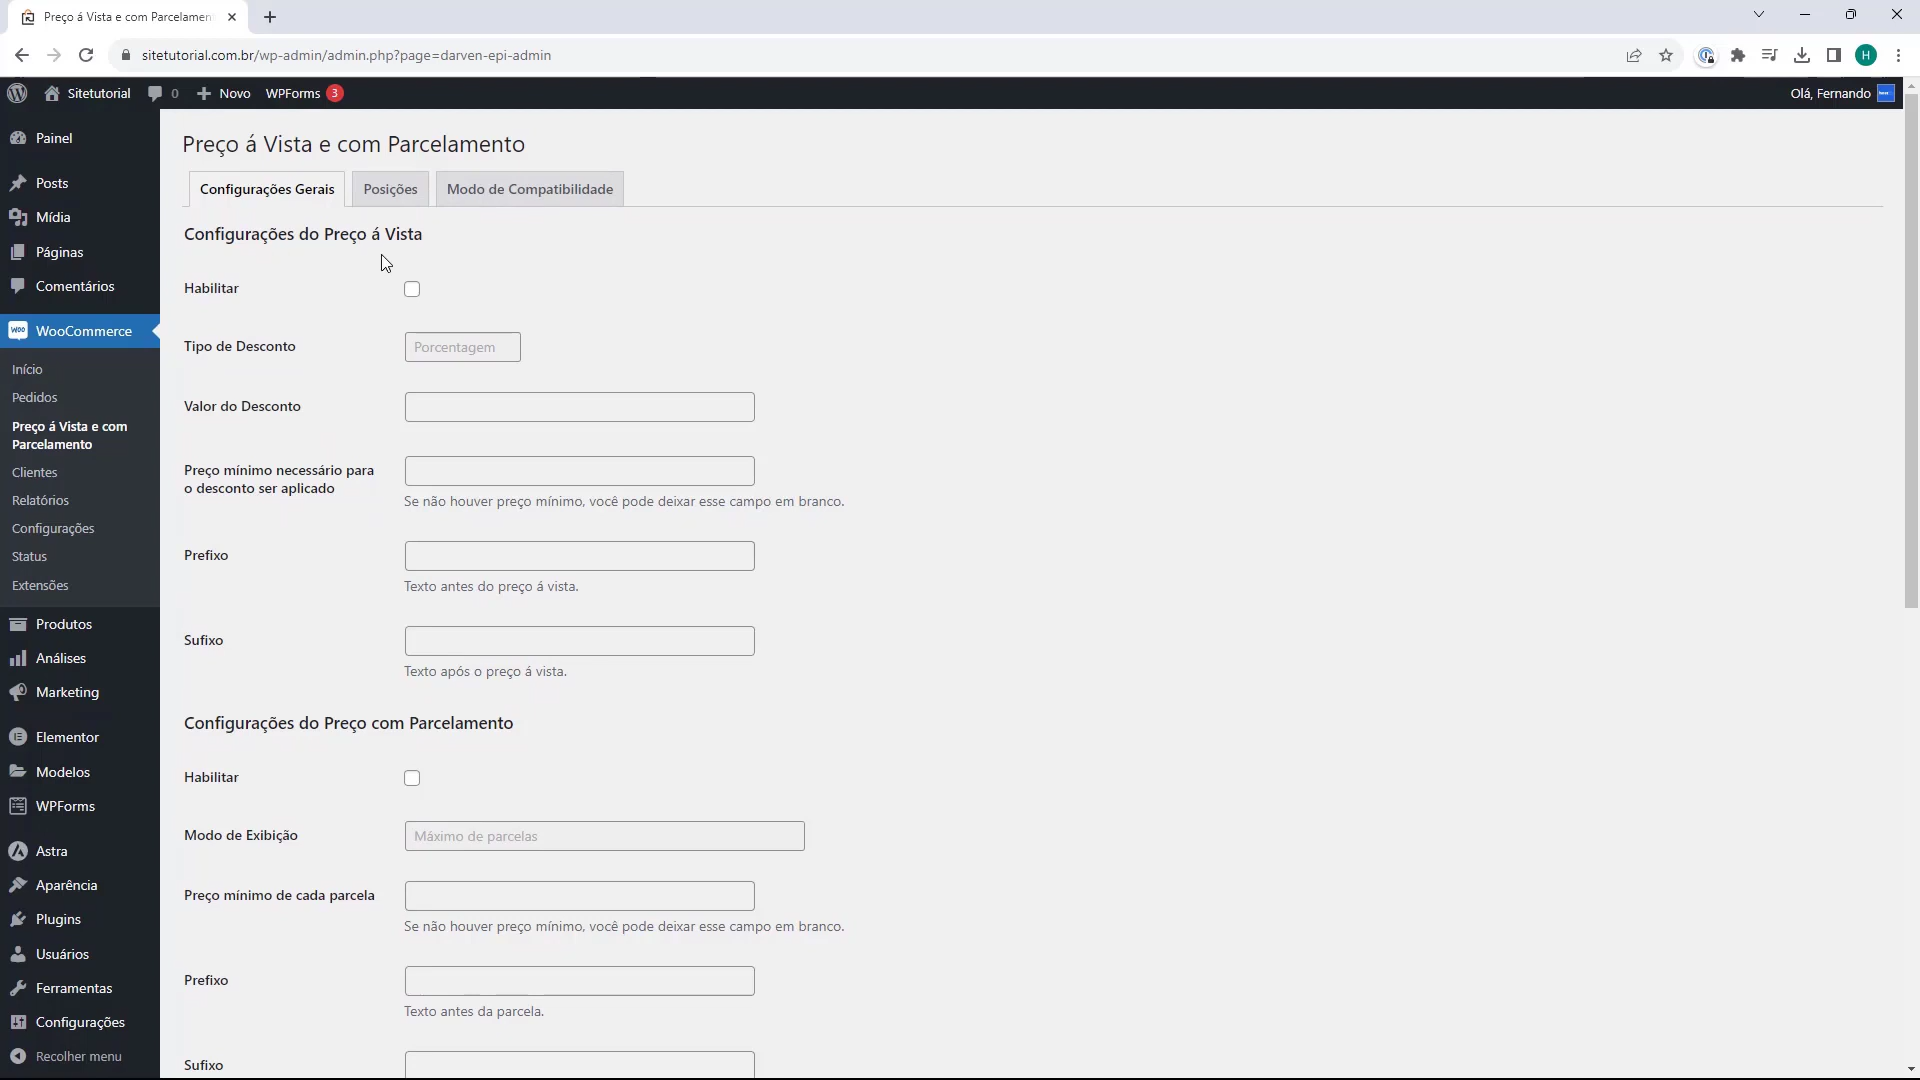 Preço á Vista e com Parcelamen
sitetutorial.com.br/wp-admin/admin.php?page=darven-epi-admin
H
Sitetutorial
0
Novo
WPForms
3
Olá, Fernando
Painel
Posts
Mídia
Páginas
Comentários
WooCommerce
Início
Pedidos
Preço á Vista e com
Parcelamento
Clientes
Relatórios
Configurações
Status
Extensões
Produtos
Análises
Marketing
Elementor
Modelos
WPForms
Astra
Aparência
Plugins
Usuários
Ferramentas
Configurações
Recolher menu
Preço á Vista e com Parcelamento
Configurações Gerais
Posições
Modo de Compatibilidade
Configurações do Preço á Vista
Habilitar
Tipo de Desconto
Porcentagem
Valor do Desconto
Preço mínimo necessário para
o desconto ser aplicado
Se não houver preço mínimo, você pode deixar esse campo em branco.
Prefixo
Texto antes do preço á vista.
Sufixo
Texto após o preço á vista.
Configurações do Preço com Parcelamento
Habilitar
Modo de Exibição
Máximo de parcelas
Preço mínimo de cada parcela
Se não houver preço mínimo, você pode deixar esse campo em branco.
Prefixo
Texto antes da parcela.
Sufixo